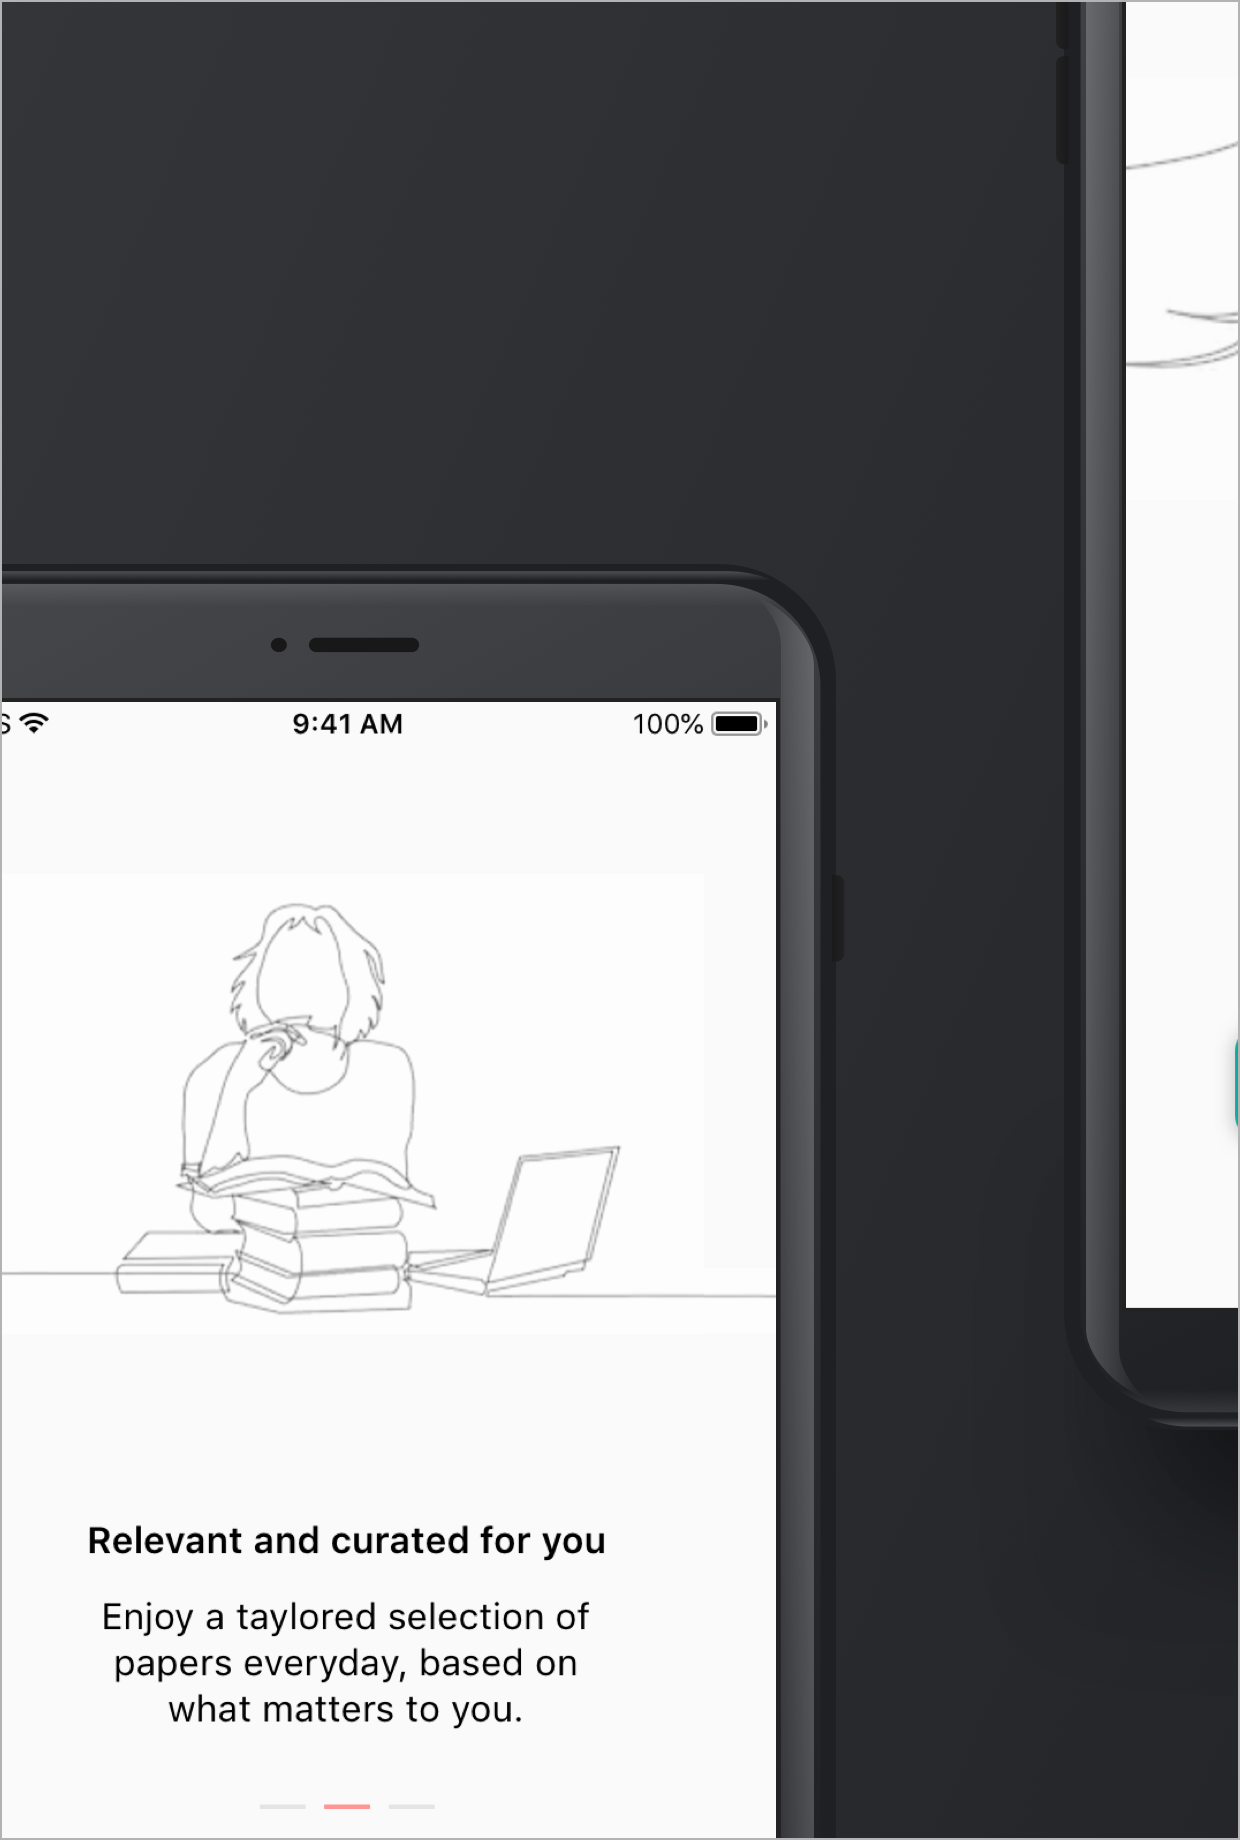 9:41 AM
100%
Relevant and curated for you
Enjoy a taylored selection of
papers everyday, based on
what matters to you.